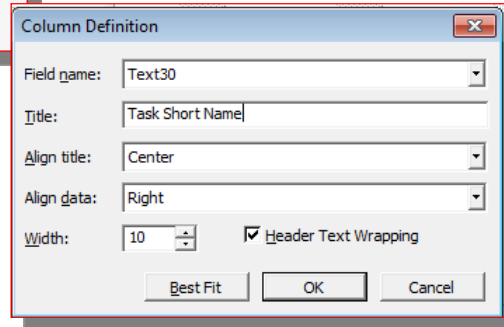 Column Definition
Field name: Text30
Title: Task Short Name
Align title: Center
Align data: Right
Width: 10 Header Text Wrapping
Best Fit OK Cancel